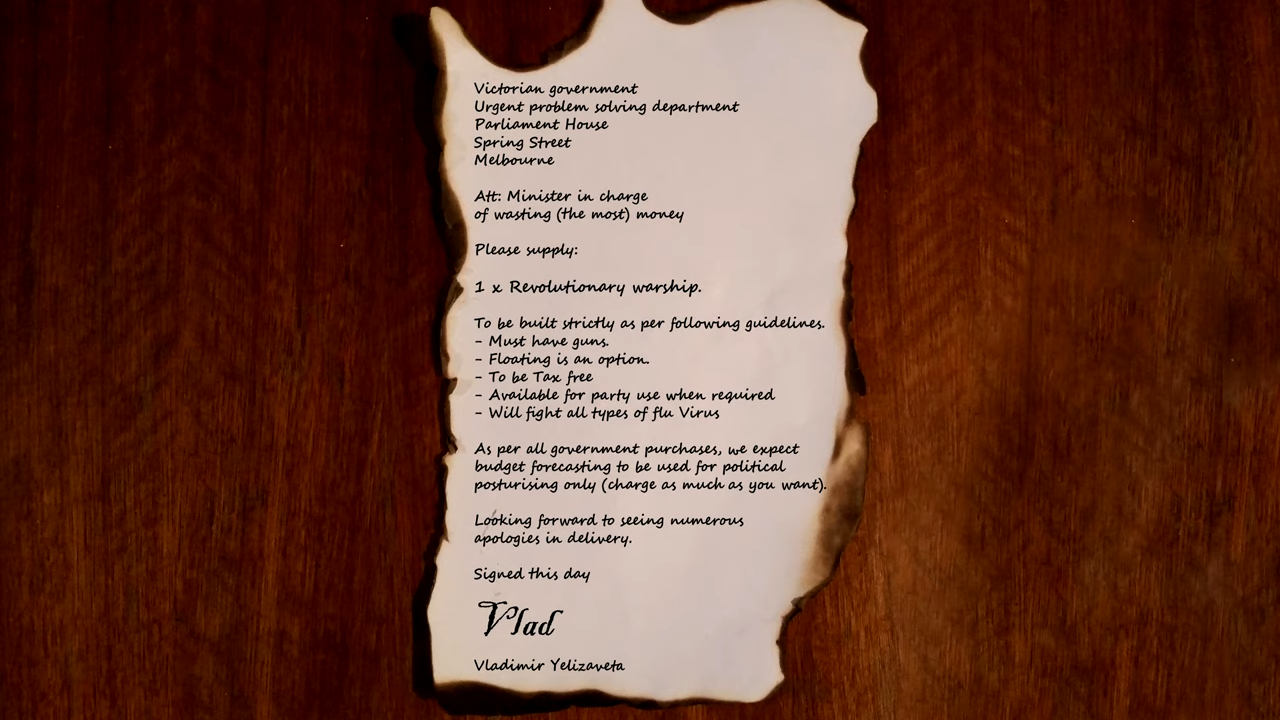 Victorian government
Urgent problem solving department
Parliament House
Spring Street
Melbourne
Att: Minister in charge
of wasting (the most) money
Please supply:
1 x Revolutionary warship.
To be built strictly as per following guidelines.
- Must have guns.
- Floating is an option.
- To be Tax free
- Available for party use when required
- Will fight all types of flu Virus
As per all government purchases, we expect
budget forecasting to be used for political
posturising only (charge as much as you want).
Looking forward to seeing numerous
apologies in delivery.
Signed this day
Vlad
Vladimir Yelizaveta